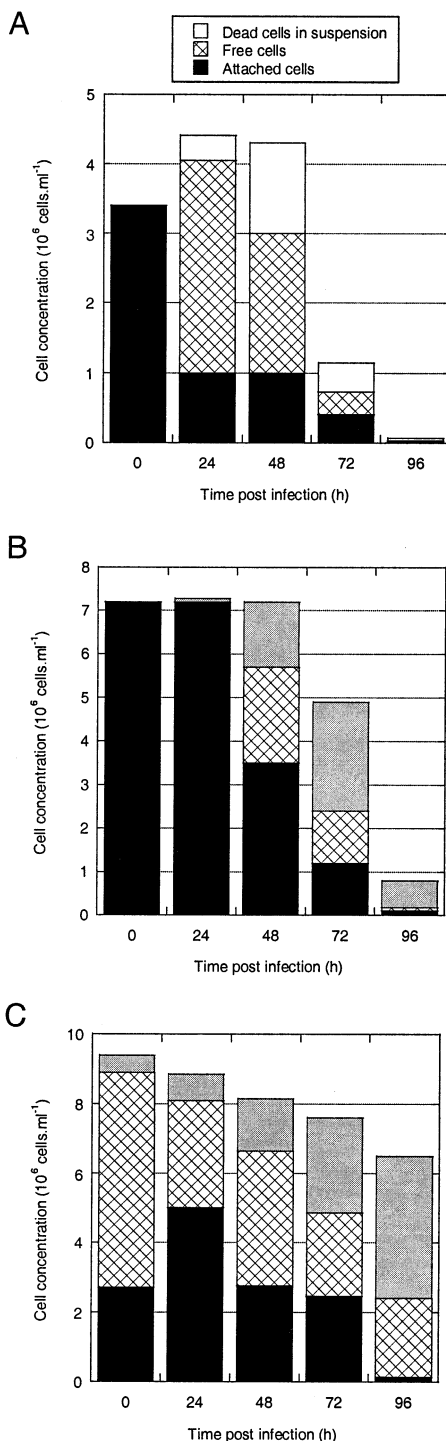 A
Dead cells in suspension
Free cells
Attached cells
5
4
3
2
1
0
Cell concentration (10⁶ cells.ml⁻¹)
0 24 48 72 96
Time post infection (h)
B
8
7
6
5
4
3
2
1
0
Cell concentration (10⁶ cells.ml⁻¹)
0 24 48 72 96
Time post infection (h)
C
10
8
6
4
2
0
Cell concentration (10⁶ cells.ml⁻¹)
0 24 48 72 96
Time post infection (h)